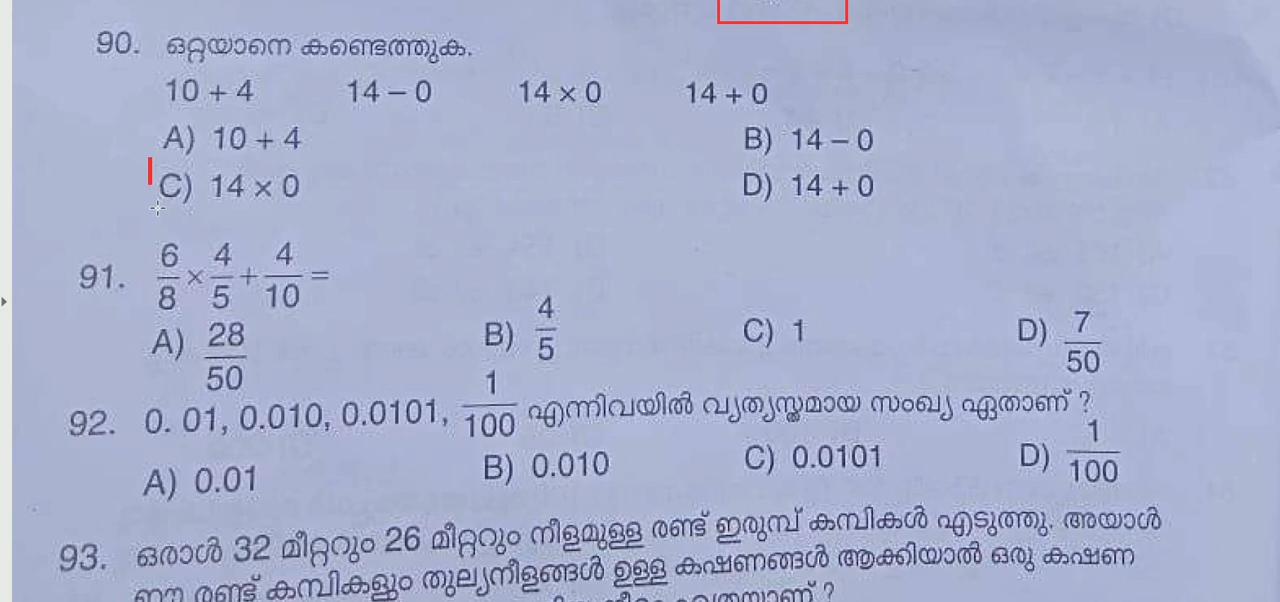 90. ഒറ്റയാനെ കണ്ടെത്തുക.
10 + 4 14 – 0 14 × 0 14 + 0
A) 10 + 4 B) 14 – 0
C) 14 × 0 D) 14 + 0
91. 6/8 × 4/5 + 4/10 =
A) 28/50 B) 4/5 C) 1 D) 7/50
92. 0. 01, 0.010, 0.0101, 1/100 എന്നിവയിൽ വ്യത്യസ്തമായ സംഖ്യ ഏതാണ് ?
A) 0.01 B) 0.010 C) 0.0101 D) 1/100
93. ഒരാൾ 32 മീറ്ററും 26 മീറ്ററും നീളമുള്ള രണ്ട് ഇരുമ്പ് കമ്പികൾ എടുത്തു. അയാൾ
ഈ രണ്ട് കമ്പികളും തുല്യനീളങ്ങൾ ഉള്ള കഷണങ്ങൾ ആക്കിയാൽ ഒരു കഷണ